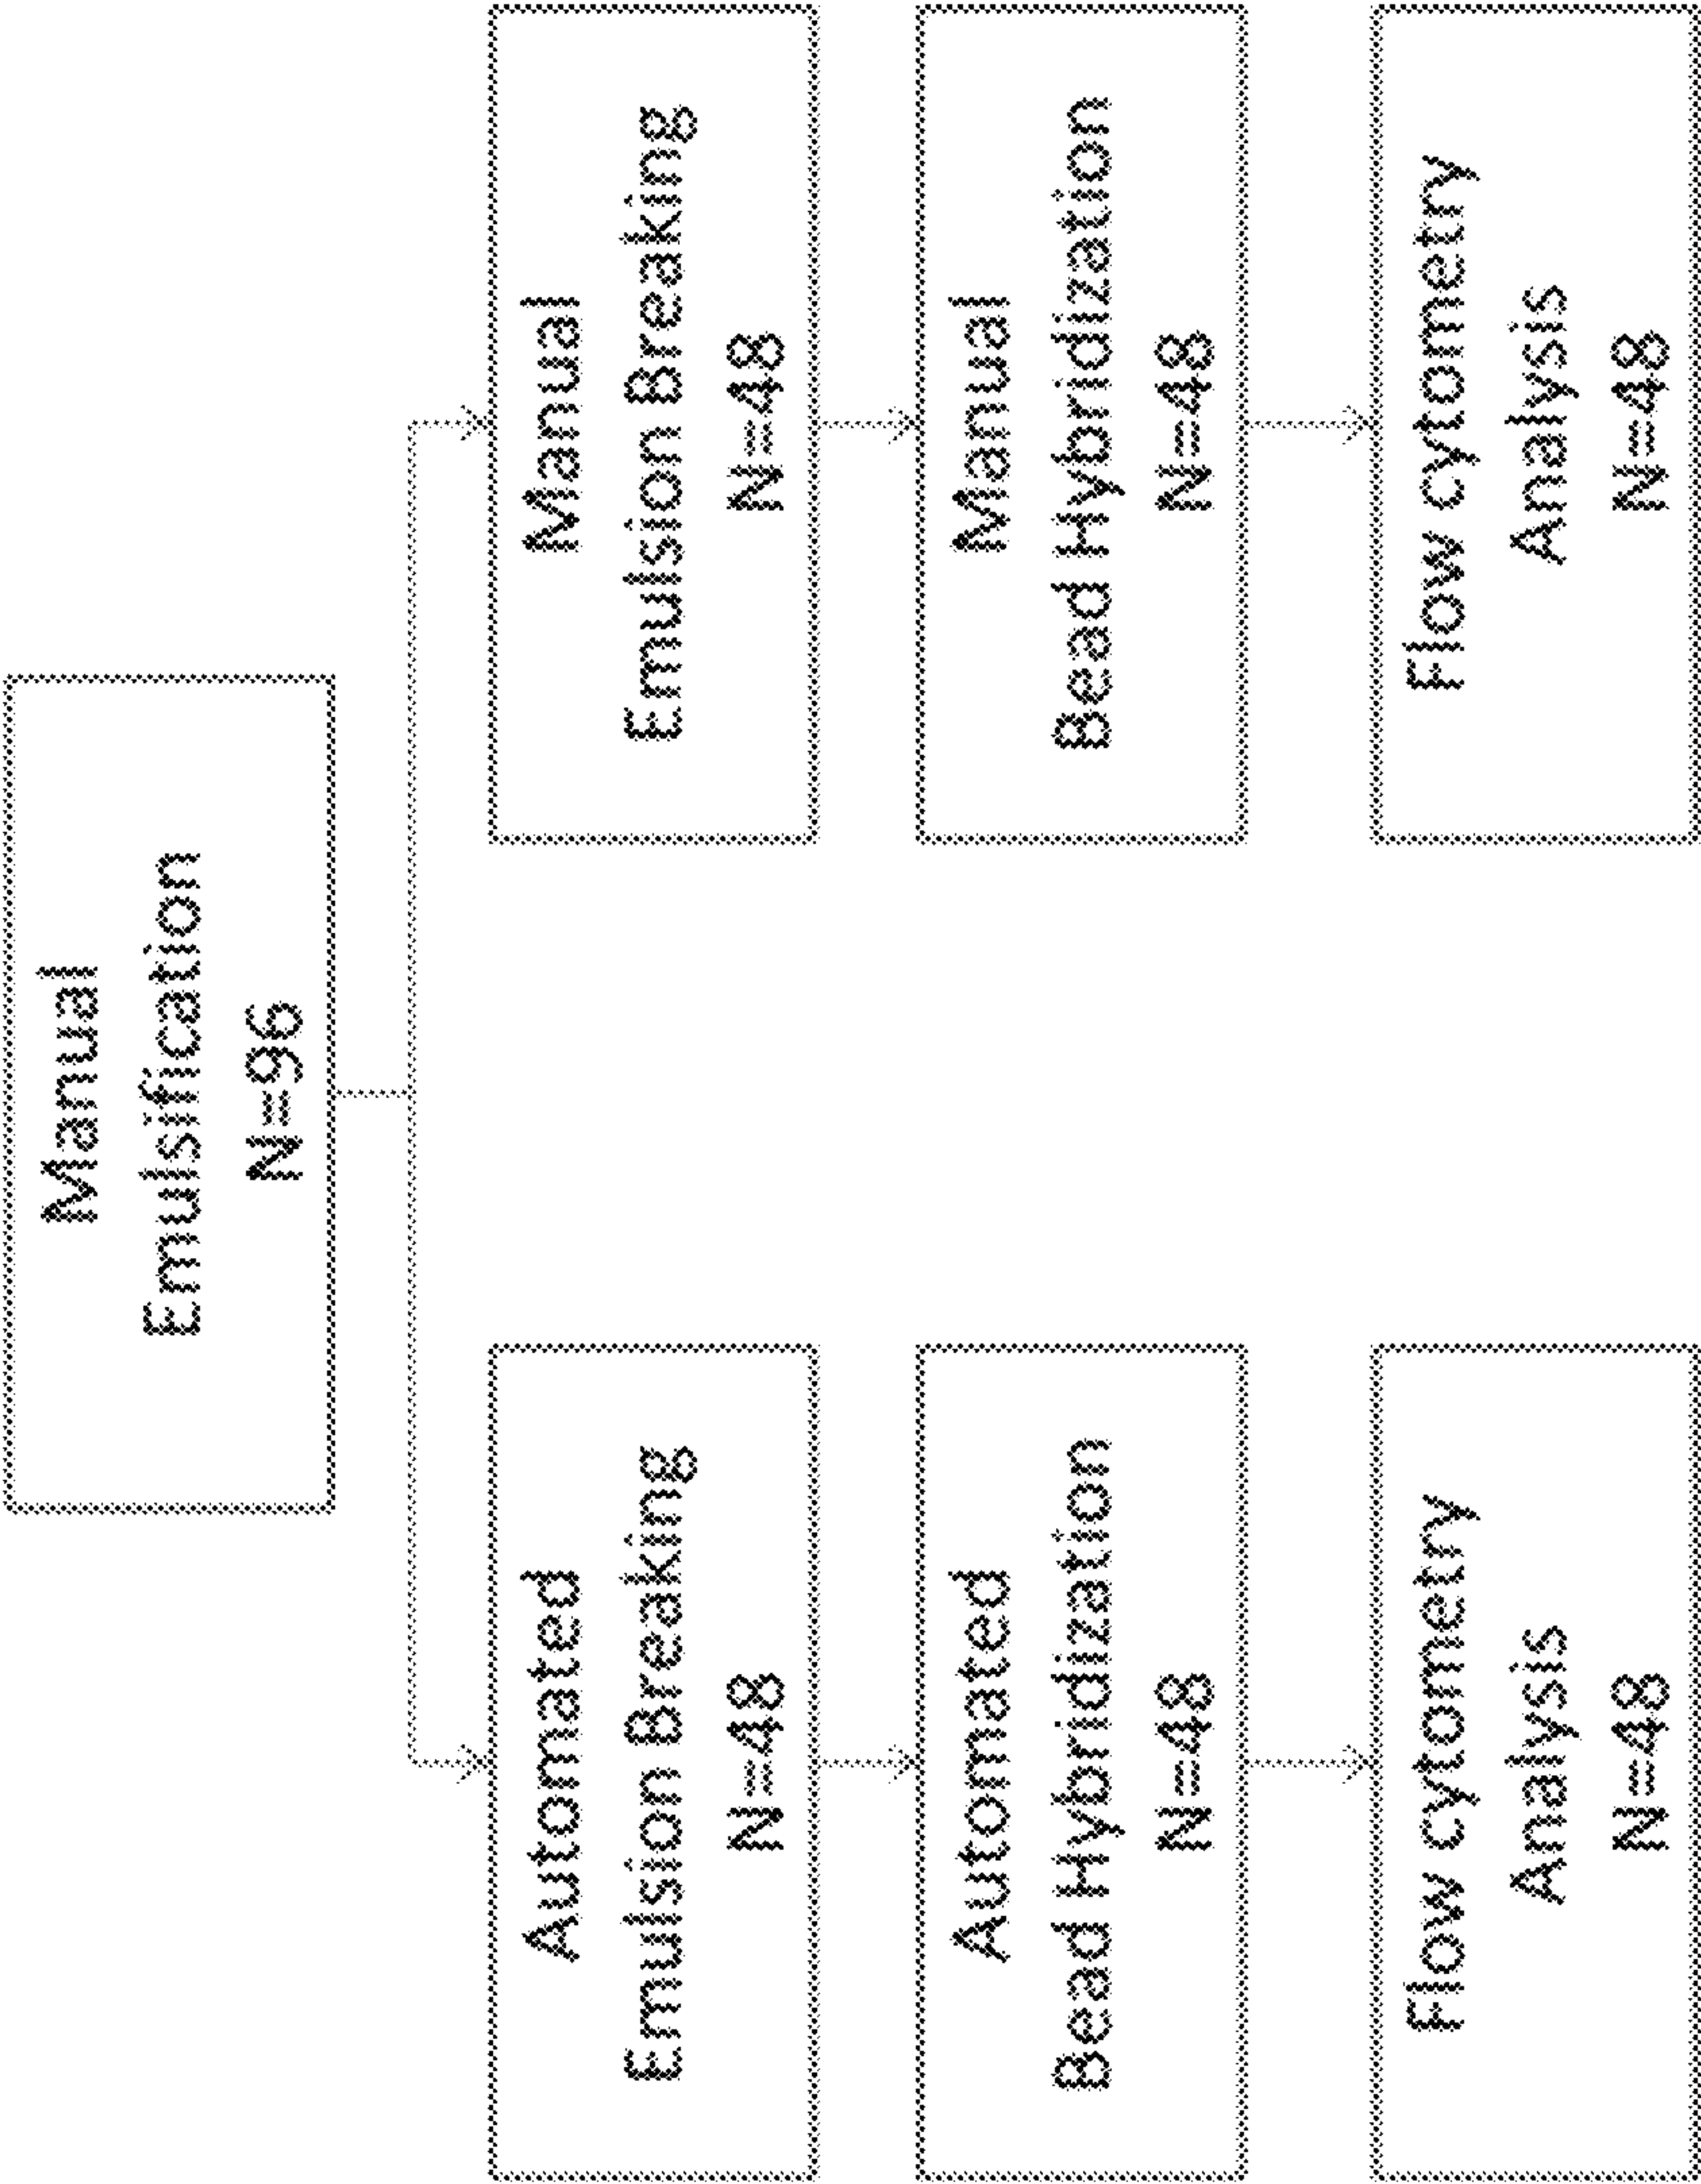 Manual
Emulsification
N=96
Automated
Emulsion Breaking
N=48
Manual
Emulsion Breaking
N=48
Automated
Bead Hybridization
N=48
Manual
Bead Hybridization
N=48
Flow cytometry
Analysis
N=48
Flow cytometry
Analysis
N=48